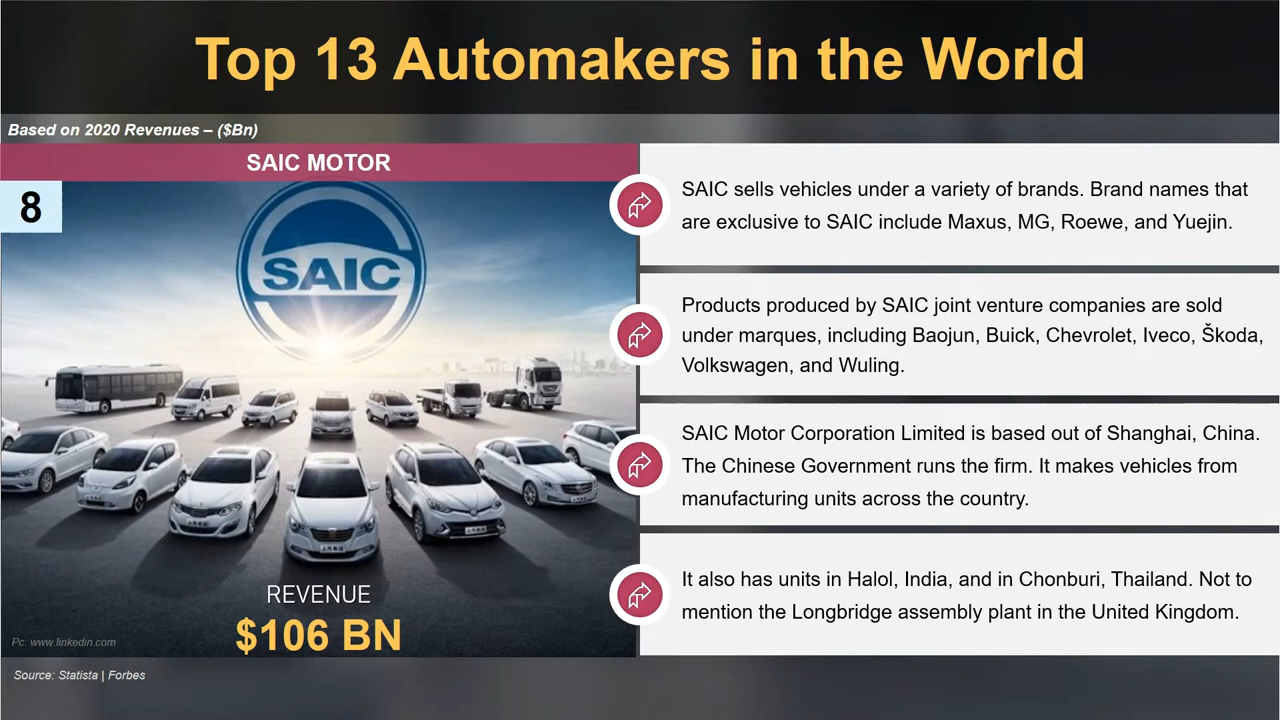 Top 13 Automakers in the World
Based on 2020 Revenues – ($Bn)
SAIC MOTOR
8
SAIC
REVENUE
$106 BN
Pc: www.linkedin.com
SAIC sells vehicles under a variety of brands. Brand names that
are exclusive to SAIC include Maxus, MG, Roewe, and Yuejin.
Products produced by SAIC joint venture companies are sold
under marques, including Baojun, Buick, Chevrolet, Iveco, Škoda,
Volkswagen, and Wuling.
SAIC Motor Corporation Limited is based out of Shanghai, China.
The Chinese Government runs the firm. It makes vehicles from
manufacturing units across the country.
It also has units in Halol, India, and in Chonburi, Thailand. Not to
mention the Longbridge assembly plant in the United Kingdom.
Source: Statista | Forbes